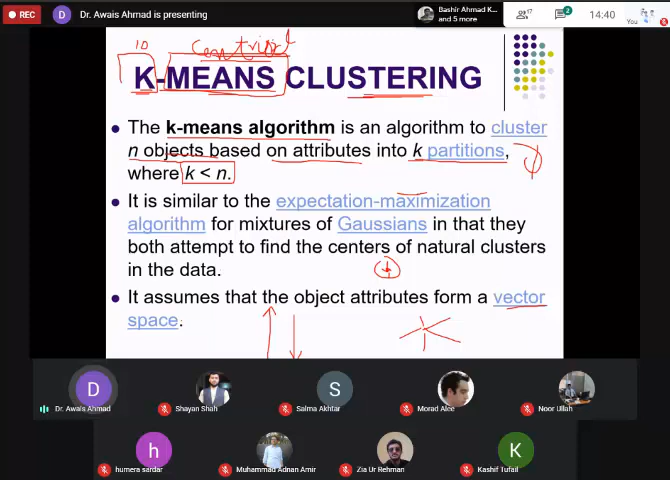 REC
D
Dr. Awais Ahmad is presenting
Bashir Ahmad K...
and 5 more
17
2
14:40
You
10
centriod
K-MEANS CLUSTERING
• The k-means algorithm is an algorithm to cluster
n objects based on attributes into k partitions,
where k < n.
• It is similar to the expectation-maximization
algorithm for mixtures of Gaussians in that they
both attempt to find the centers of natural clusters
in the data.
• It assumes that the object attributes form a vector
space.
D
S
Dr. Awais Ahmad
Shayan Shah
Salma Akhtar
Morad Alee
Noor Ullah
h
K
humera sardar
Muhammad Adnan Amir
Zia Ur Rehman
Kashif Tufail